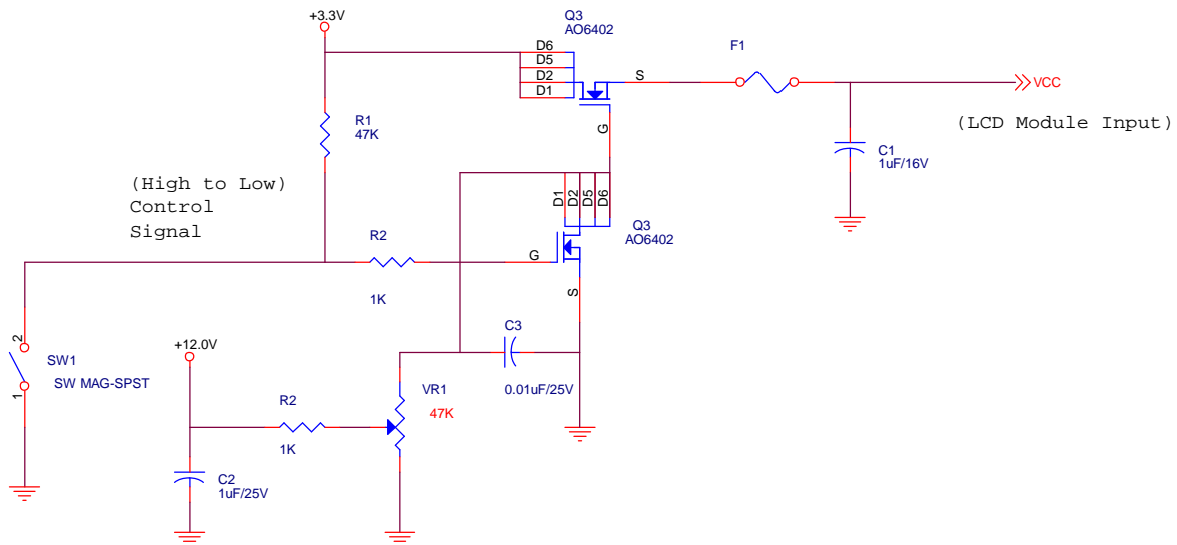 +3.3V
Q3
AO6402
D6
D5
D2
D1
S
G
F1
VCC
(LCD Module Input)
R1
47K
C1
1uF/16V
(High to Low)
Control
Signal
D1
D2
D5
D6
Q3
AO6402
R2
1K
G
S
2
1
SW1
SW MAG-SPST
+12.0V
C3
0.01uF/25V
R2
1K
VR1
47K
C2
1uF/25V